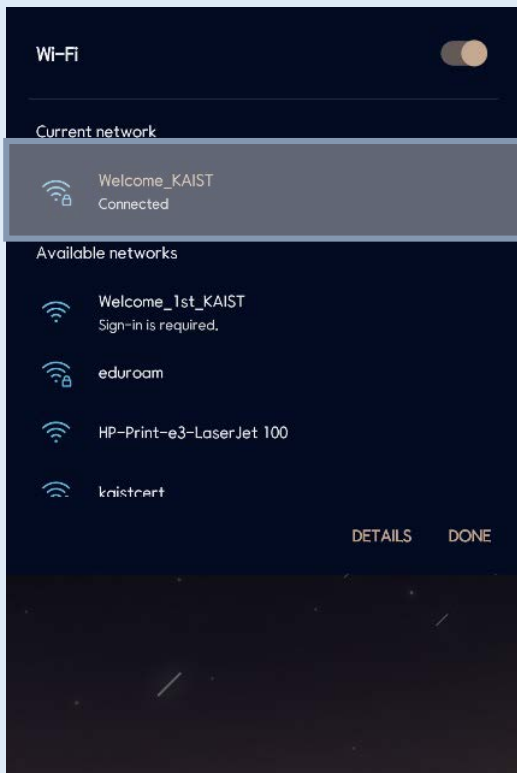 Wi-Fi
Current network
Welcome_KAIST
Connected
Available networks
Welcome_1st_KAIST
Sign-in is required.
eduroam
HP-Print-e3-LaserJet 100
kaistcert
DETAILS DONE